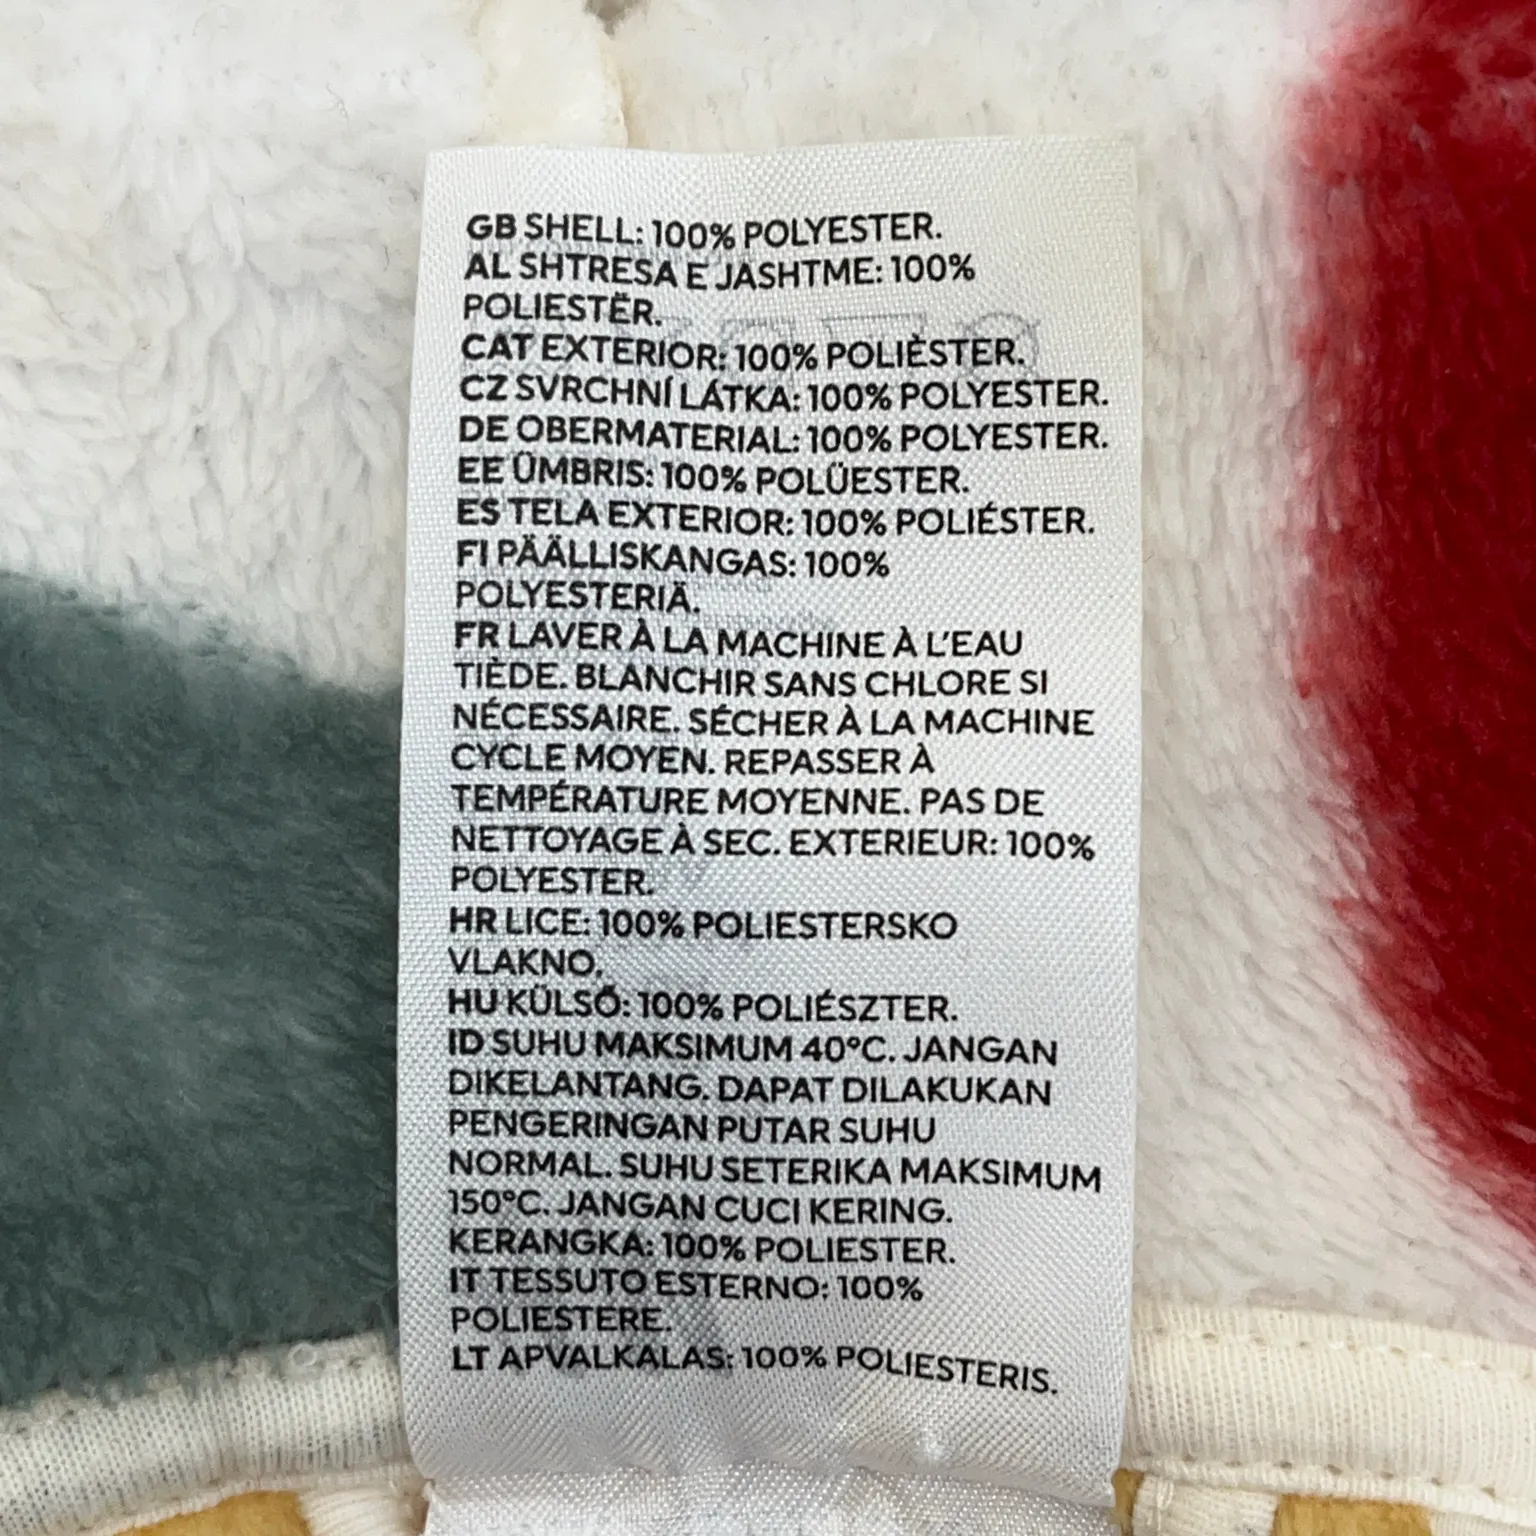 GB SHELL: 100% POLYESTER.
AL SHTRESA E JASHTME: 100%
POLIESTËR.
CAT EXTERIOR: 100% POLIÈSTER.
CZ SVRCHNÍ LÁTKA: 100% POLYESTER.
DE OBERMATERIAL: 100% POLYESTER.
EE ÜMBRIS: 100% POLÜESTER.
ES TELA EXTERIOR: 100% POLIÉSTER.
FI PÄÄLLISKANGAS: 100%
POLYESTERIÄ.
FR LAVER À LA MACHINE À L'EAU
TIÈDE. BLANCHIR SANS CHLORE SI
NÉCESSAIRE. SÉCHER À LA MACHINE
CYCLE MOYEN. REPASSER À
TEMPÉRATURE MOYENNE. PAS DE
NETTOYAGE À SEC. EXTERIEUR: 100%
POLYESTER.
HR LICE: 100% POLIESTERSKO
VLAKNO.
HU KÜLSŐ: 100% POLIÉSZTER.
ID SUHU MAKSIMUM 40°C. JANGAN
DIKELANTANG. DAPAT DILAKUKAN
PENGERINGAN PUTAR SUHU
NORMAL. SUHU SETERIKA MAKSIMUM
150°C. JANGAN CUCI KERING.
KERANGKA: 100% POLIESTER.
IT TESSUTO ESTERNO: 100%
POLIESTERE.
LT APVALKALAS: 100% POLIESTERIS.